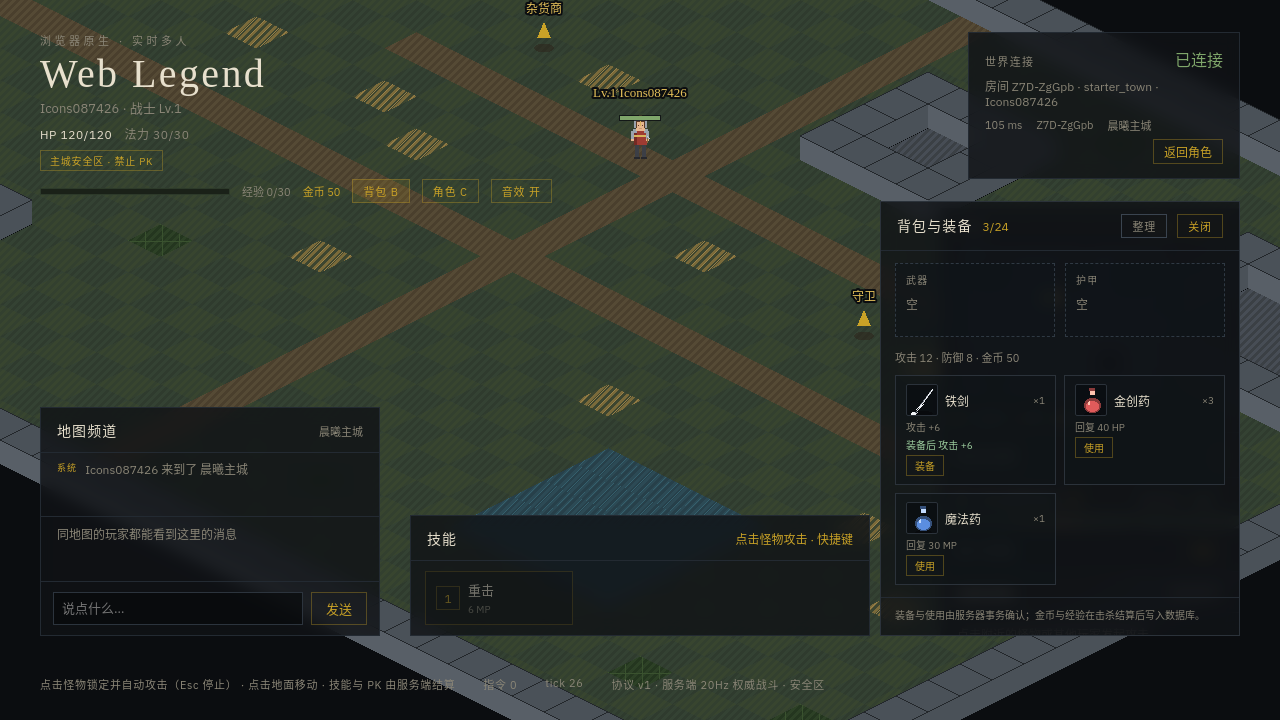 浏览器原生 · 实时多人
Web Legend
Icons087426 · 战士 Lv.1
HP 120/120 法力 30/30
主城安全区 · 禁止 PK
经验 0/30 金币 50 背包 B 角色 C 音效 开
杂货商
Lv.1 Icons087426
守卫
世界连接 已连接
房间 Z7D-ZgGpb · starter_town ·
Icons087426
105 ms Z7D-ZgGpb 晨曦主城
返回角色
背包与装备 3/24 整理 关闭
武器 护甲
空 空
攻击 12 · 防御 8 · 金币 50
铁剑 ×1
攻击 +6
装备后 攻击 +6
装备
金创药 ×3
回复 40 HP
使用
魔法药 ×1
回复 30 MP
使用
装备与使用由服务器事务确认；金币与经验在击杀结算后写入数据库。
地图频道 晨曦主城
系统 Icons087426 来到了 晨曦主城
同地图的玩家都能看到这里的消息
说点什么... 发送
技能 点击怪物攻击 · 快捷键
1 重击
6 MP
点击怪物锁定并自动攻击（Esc 停止） · 点击地面移动 · 技能与 PK 由服务端结算 指令 0 tick 26 协议 v1 · 服务端 20Hz 权威战斗 · 安全区